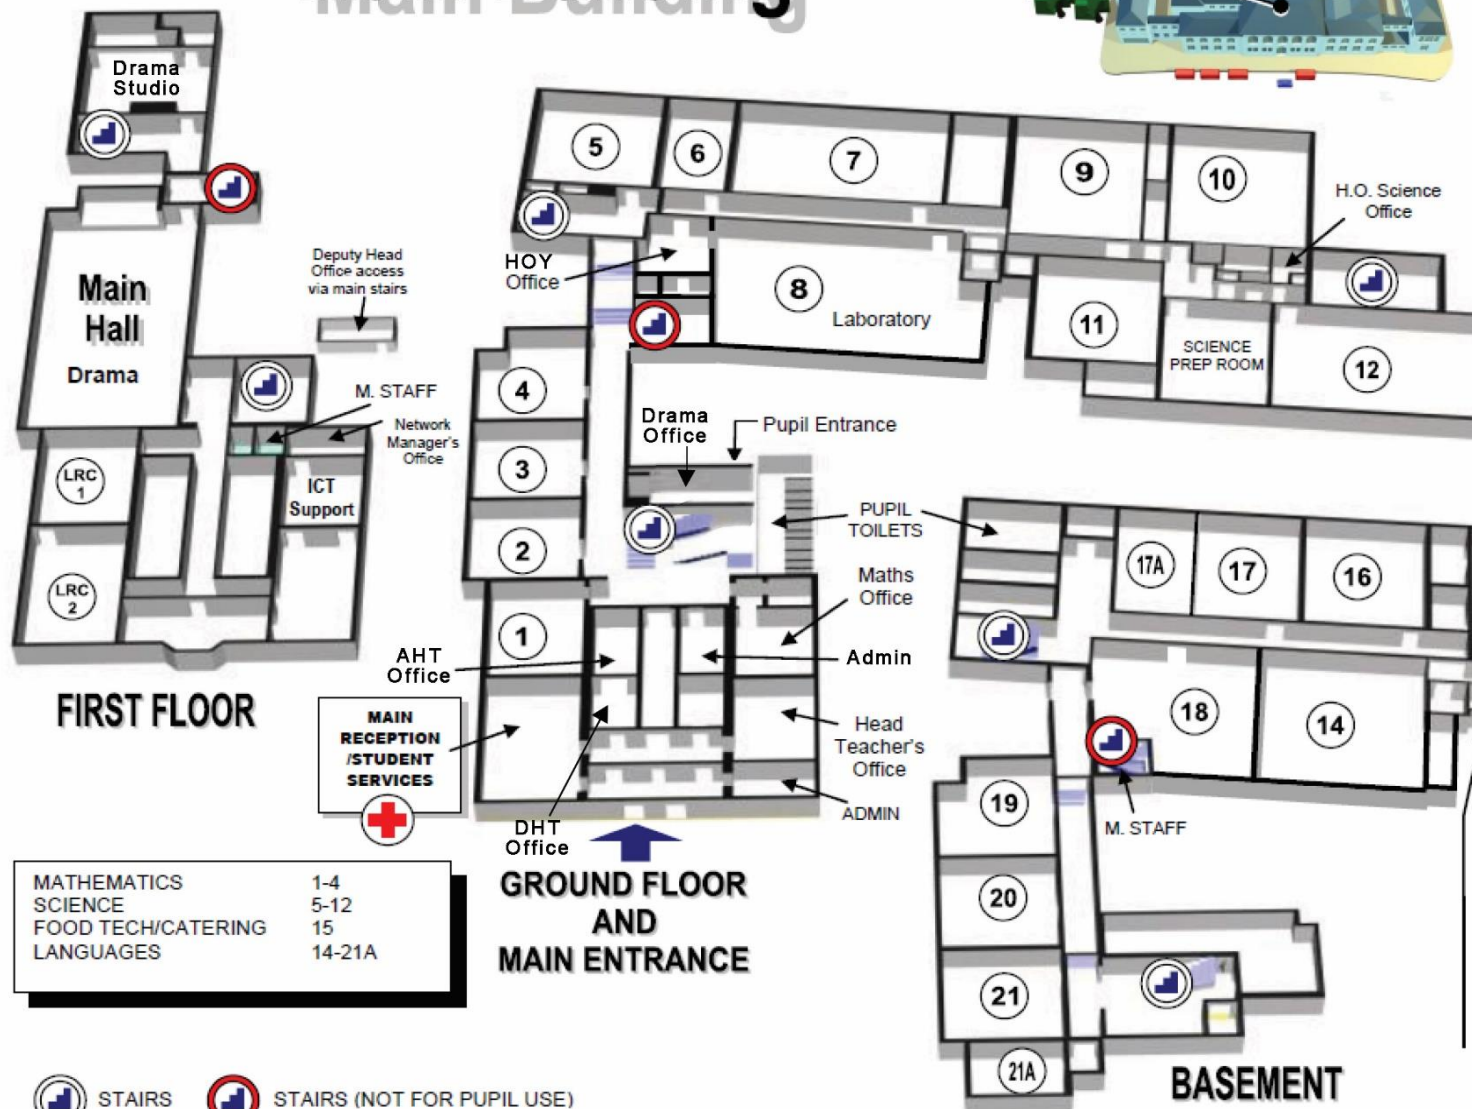 Main Building
Drama
Studio
Main
Hall
Drama
Deputy Head
Office access
via main stairs
M. STAFF
Network
Manager's
Office
LRC
1
ICT
Support
LRC
2
FIRST FLOOR
5
6
7
9
10
H.O. Science
Office
HOY
Office
8
Laboratory
11
SCIENCE
PREP ROOM
12
4
3
2
1
Drama
Office
Pupil Entrance
PUPIL
TOILETS
Maths
Office
AHT
Office
Admin
MAIN
RECEPTION
/STUDENT
SERVICES
Head
Teacher's
Office
ADMIN
DHT
Office
GROUND FLOOR
AND
MAIN ENTRANCE
17A
17
16
18
14
19
M. STAFF
20
21
21A
BASEMENT
MATHEMATICS 1-4
SCIENCE 5-12
FOOD TECH/CATERING 15
LANGUAGES 14-21A
STAIRS
STAIRS (NOT FOR PUPIL USE)